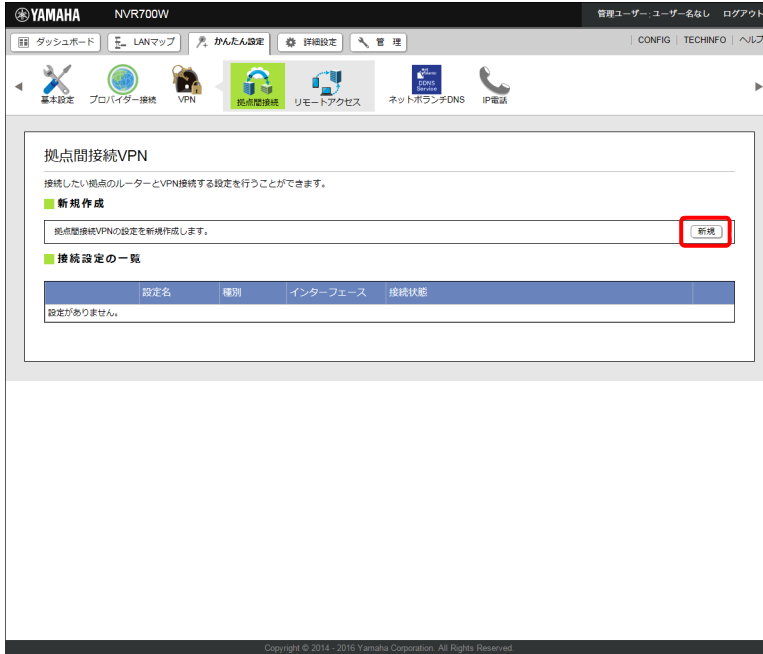 YAMAHA NVR700W 管理ユーザー: ユーザー名なし ログアウト
ダッシュボード LANマップ かんたん設定 詳細設定 管 理 CONFIG | TECHINFO | ヘルプ
Net Volante DDNS Service
基本設定 プロバイダー接続 VPN 拠点間接続 リモートアクセス ネットボランチDNS IP電話
拠点間接続VPN
接続したい拠点のルーターとVPN接続する設定を行うことができます。
新規作成
拠点間接続VPNの設定を新規作成します。 新規
接続設定の一覧
設定名 種別 インターフェース 接続状態
設定がありません。
Copyright © 2014 - 2016 Yamaha Corporation. All Rights Reserved.